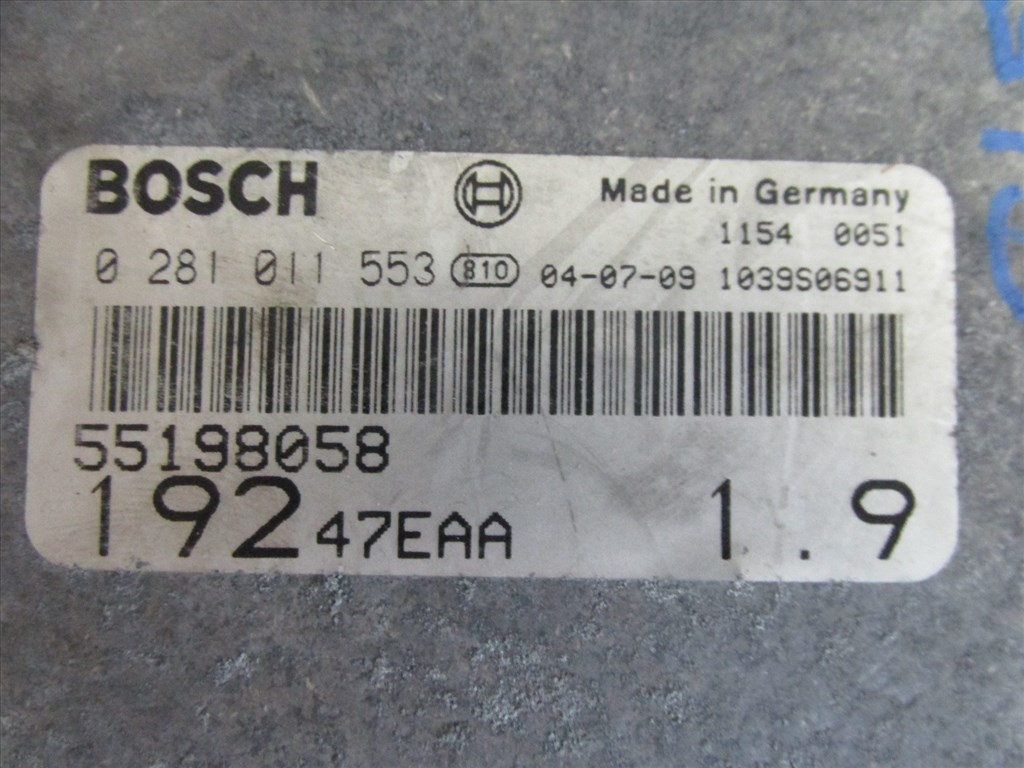 BOSCH Made in Germany
1154 0051
0 281 011 553 810 04-07-09 1039S06911
55198058
192 47EAA 1.9